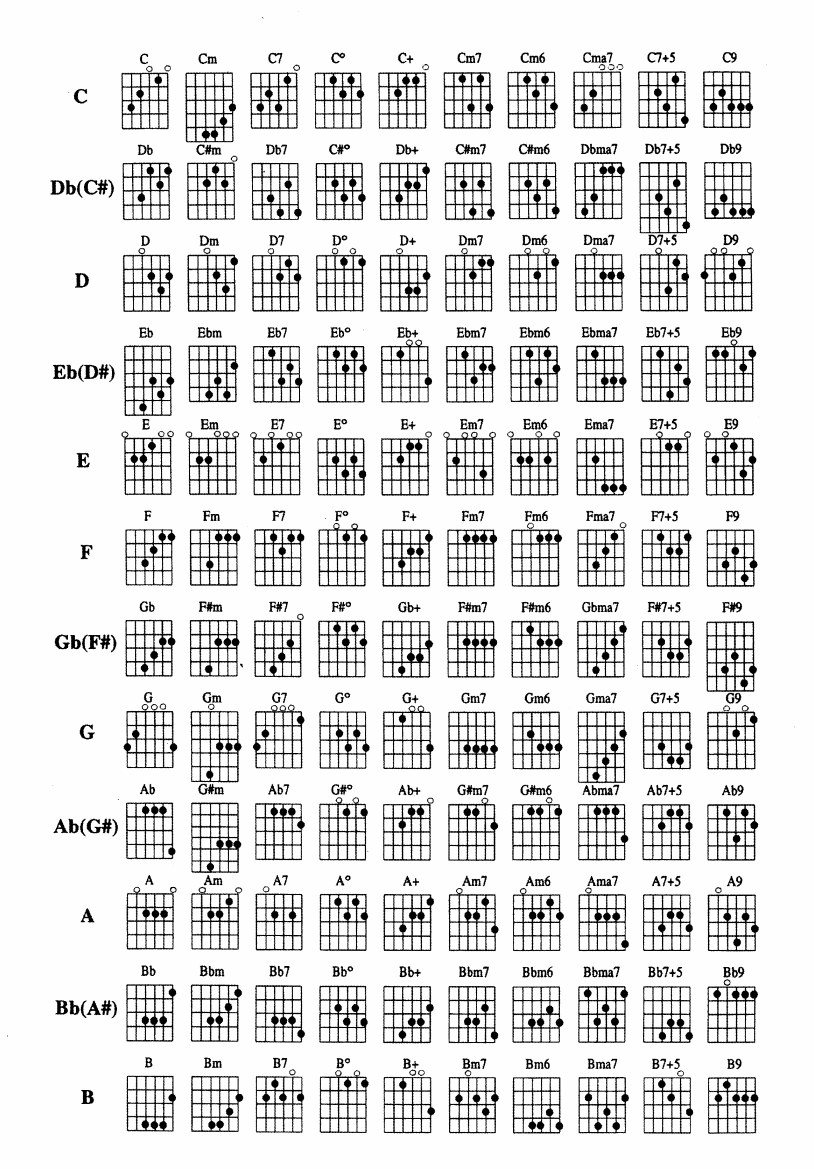 C Cm C7 C° C+ Cm7 Cm6 Cma7 C7+5 C9
C
Db C#m Db7 C#° Db+ C#m7 C#m6 Dbma7 Db7+5 Db9
Db(C#)
D Dm D7 D° D+ Dm7 Dm6 Dma7 D7+5 D9
D
Eb Ebm Eb7 Eb° Eb+ Ebm7 Ebm6 Ebma7 Eb7+5 Eb9
Eb(D#)
E Em E7 E° E+ Em7 Em6 Ema7 E7+5 E9
E
F Fm F7 F° F+ Fm7 Fm6 Fma7 F7+5 F9
F
Gb F#m F#7 F#° Gb+ F#m7 F#m6 Gbma7 F#7+5 F#9
Gb(F#)
G Gm G7 G° G+ Gm7 Gm6 Gma7 G7+5 G9
G
Ab G#m Ab7 G#° Ab+ G#m7 G#m6 Abma7 Ab7+5 Ab9
Ab(G#)
A Am A7 A° A+ Am7 Am6 Ama7 A7+5 A9
A
Bb Bbm Bb7 Bb° Bb+ Bbm7 Bbm6 Bbma7 Bb7+5 Bb9
Bb(A#)
B Bm B7 B° B+ Bm7 Bm6 Bma7 B7+5 B9
B